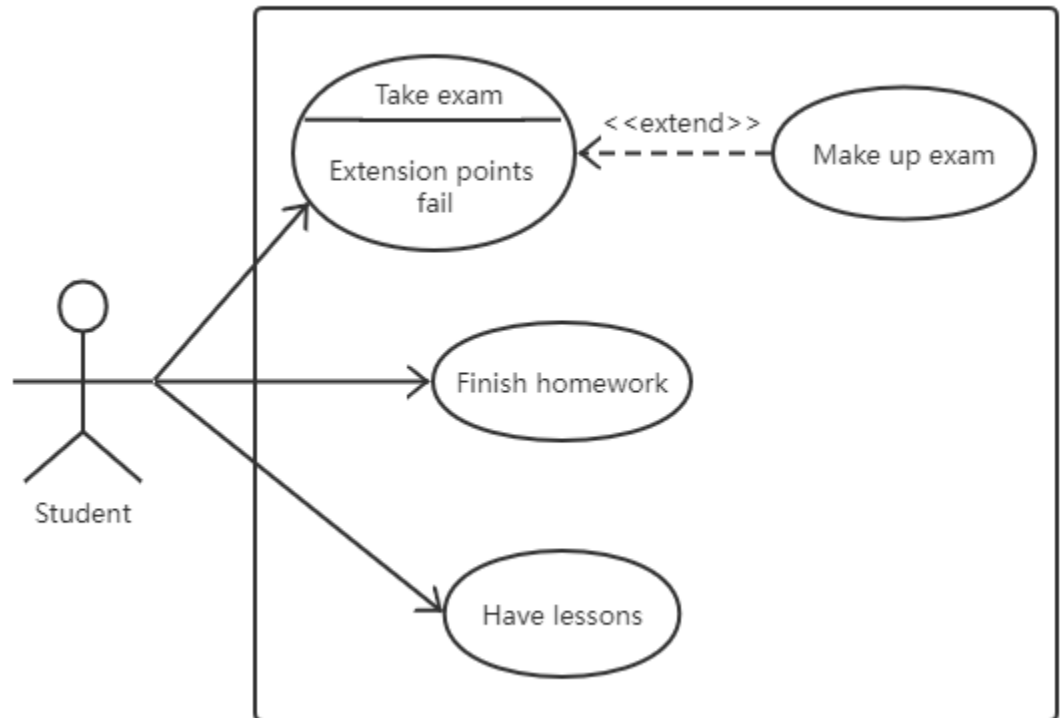 Take exam
<<extend>>
Extension points
fail
Make up exam
Finish homework
Student
Have lessons